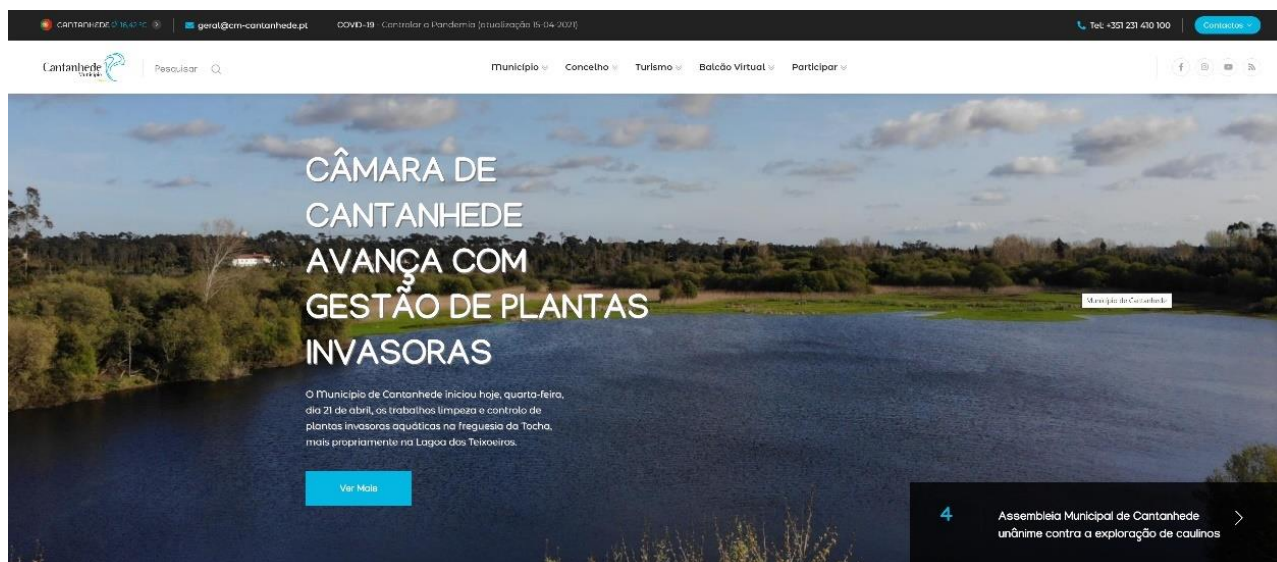 CANTANHEDE
geral@cm-cantanhede.pt
COVID-19 - Controlar a Pandemia (atualização 15-04-2021)
Tel: +351 231 410 100
Contactos
Cantanhede
Município
Pesquisar
Município
Concelho
Turismo
Balcão Virtual
Participar
CÂMARA DE
CANTANHEDE
AVANÇA COM
GESTÃO DE PLANTAS
INVASORAS
Município de Cantanhede
O Município de Cantanhede iniciou hoje, quarta-feira,
dia 21 de abril, os trabalhos limpeza e controlo de
plantas invasoras aquáticas na freguesia da Tocha,
mais propriamente na Lagoa dos Teixoeiros.
Ver Mais
4
Assembleia Municipal de Cantanhede
unânime contra a exploração de caulinos